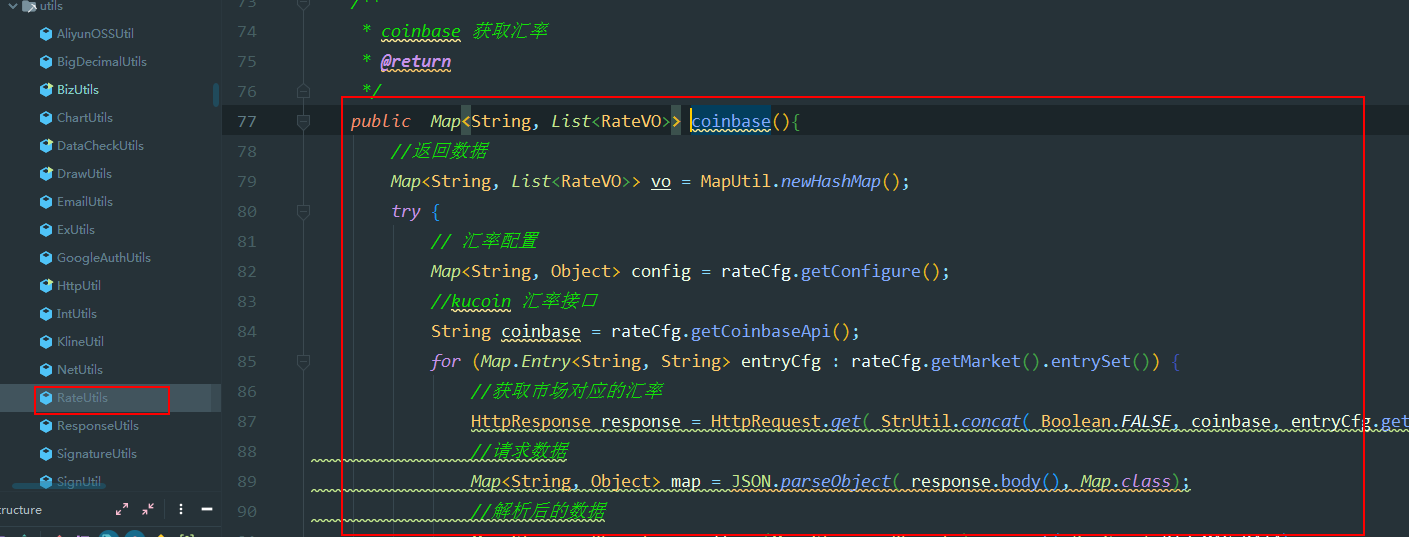 utils
AliyunOSSUtil
BigDecimalUtils
BizUtils
ChartUtils
DataCheckUtils
DrawUtils
EmailUtils
ExUtils
GoogleAuthUtils
HttpUtil
IntUtils
KlineUtil
NetUtils
RateUtils
ResponseUtils
SignatureUtils
SignUtil
tructure
73 /**
74 * coinbase 获取汇率
75 * @return
76 */
77 public Map<String, List<RateVO>> coinbase(){
78 //返回数据
79 Map<String, List<RateVO>> vo = MapUtil.newHashMap();
80 try {
81 // 汇率配置
82 Map<String, Object> config = rateCfg.getConfigure();
83 //kucoin 汇率接口
84 String coinbase = rateCfg.getCoinbaseApi();
85 for (Map.Entry<String, String> entryCfg : rateCfg.getMarket().entrySet()) {
86 //获取市场对应的汇率
87 HttpResponse response = HttpRequest.get( StrUtil.concat( Boolean.FALSE, coinbase, entryCfg.get
88 //请求数据
89 Map<String, Object> map = JSON.parseObject( response.body(), Map.class);
90 //解析后的数据